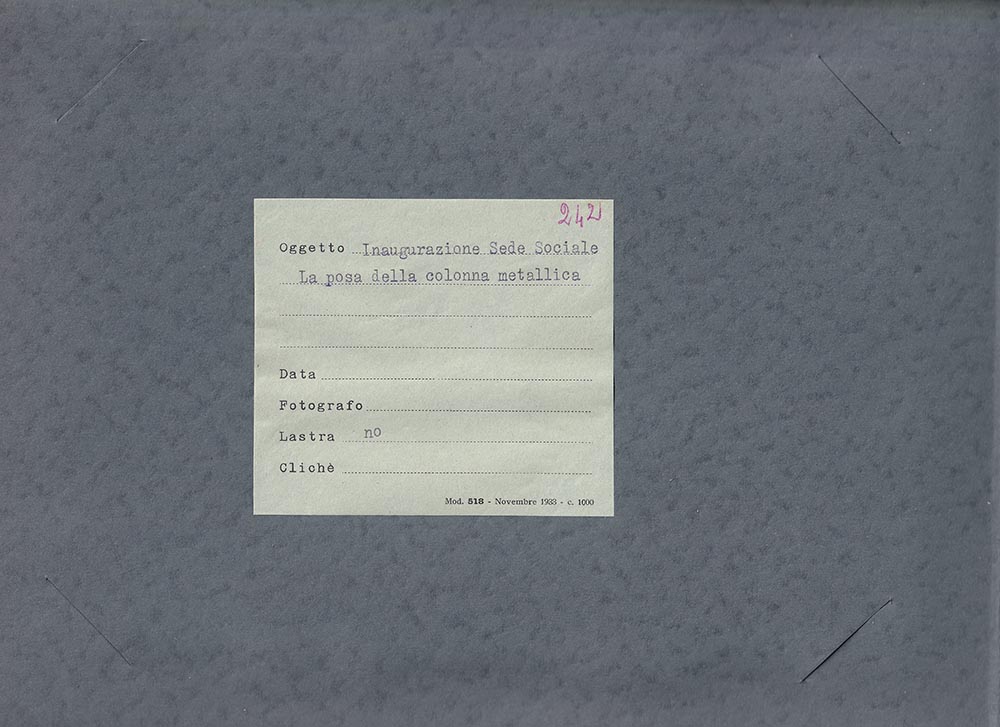 242
Oggetto Inaugurazione Sede Sociale
La posa della colonna metallica
Data
Fotografo
Lastra no
Clichè
Mod. 518 - Novembre 1933 - c. 1000